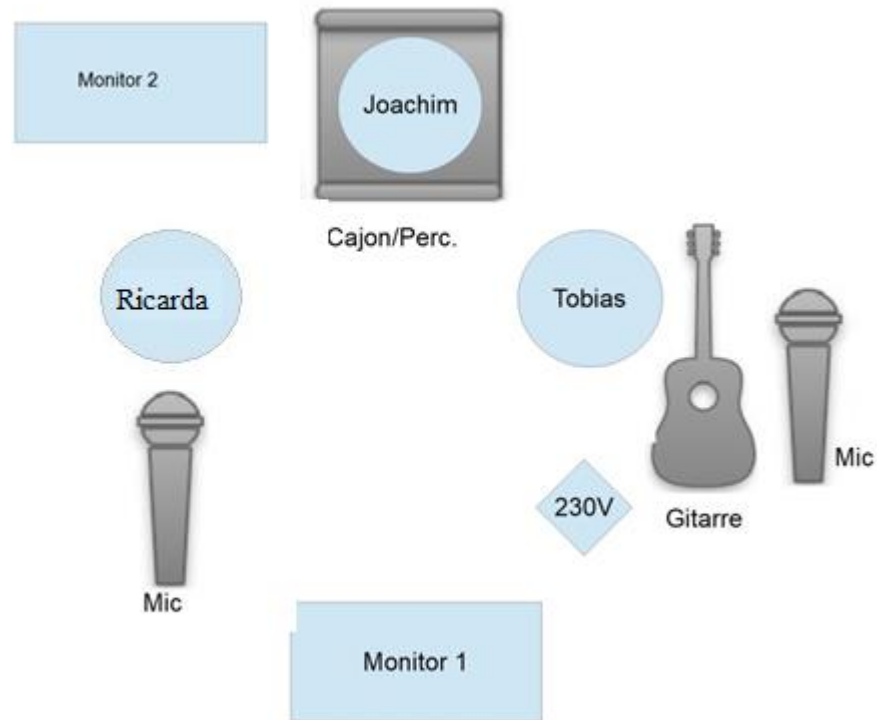 Monitor 2
Joachim
Cajon/Perc.
Ricarda
Tobias
Mic
230V
Gitarre
Mic
Monitor 1